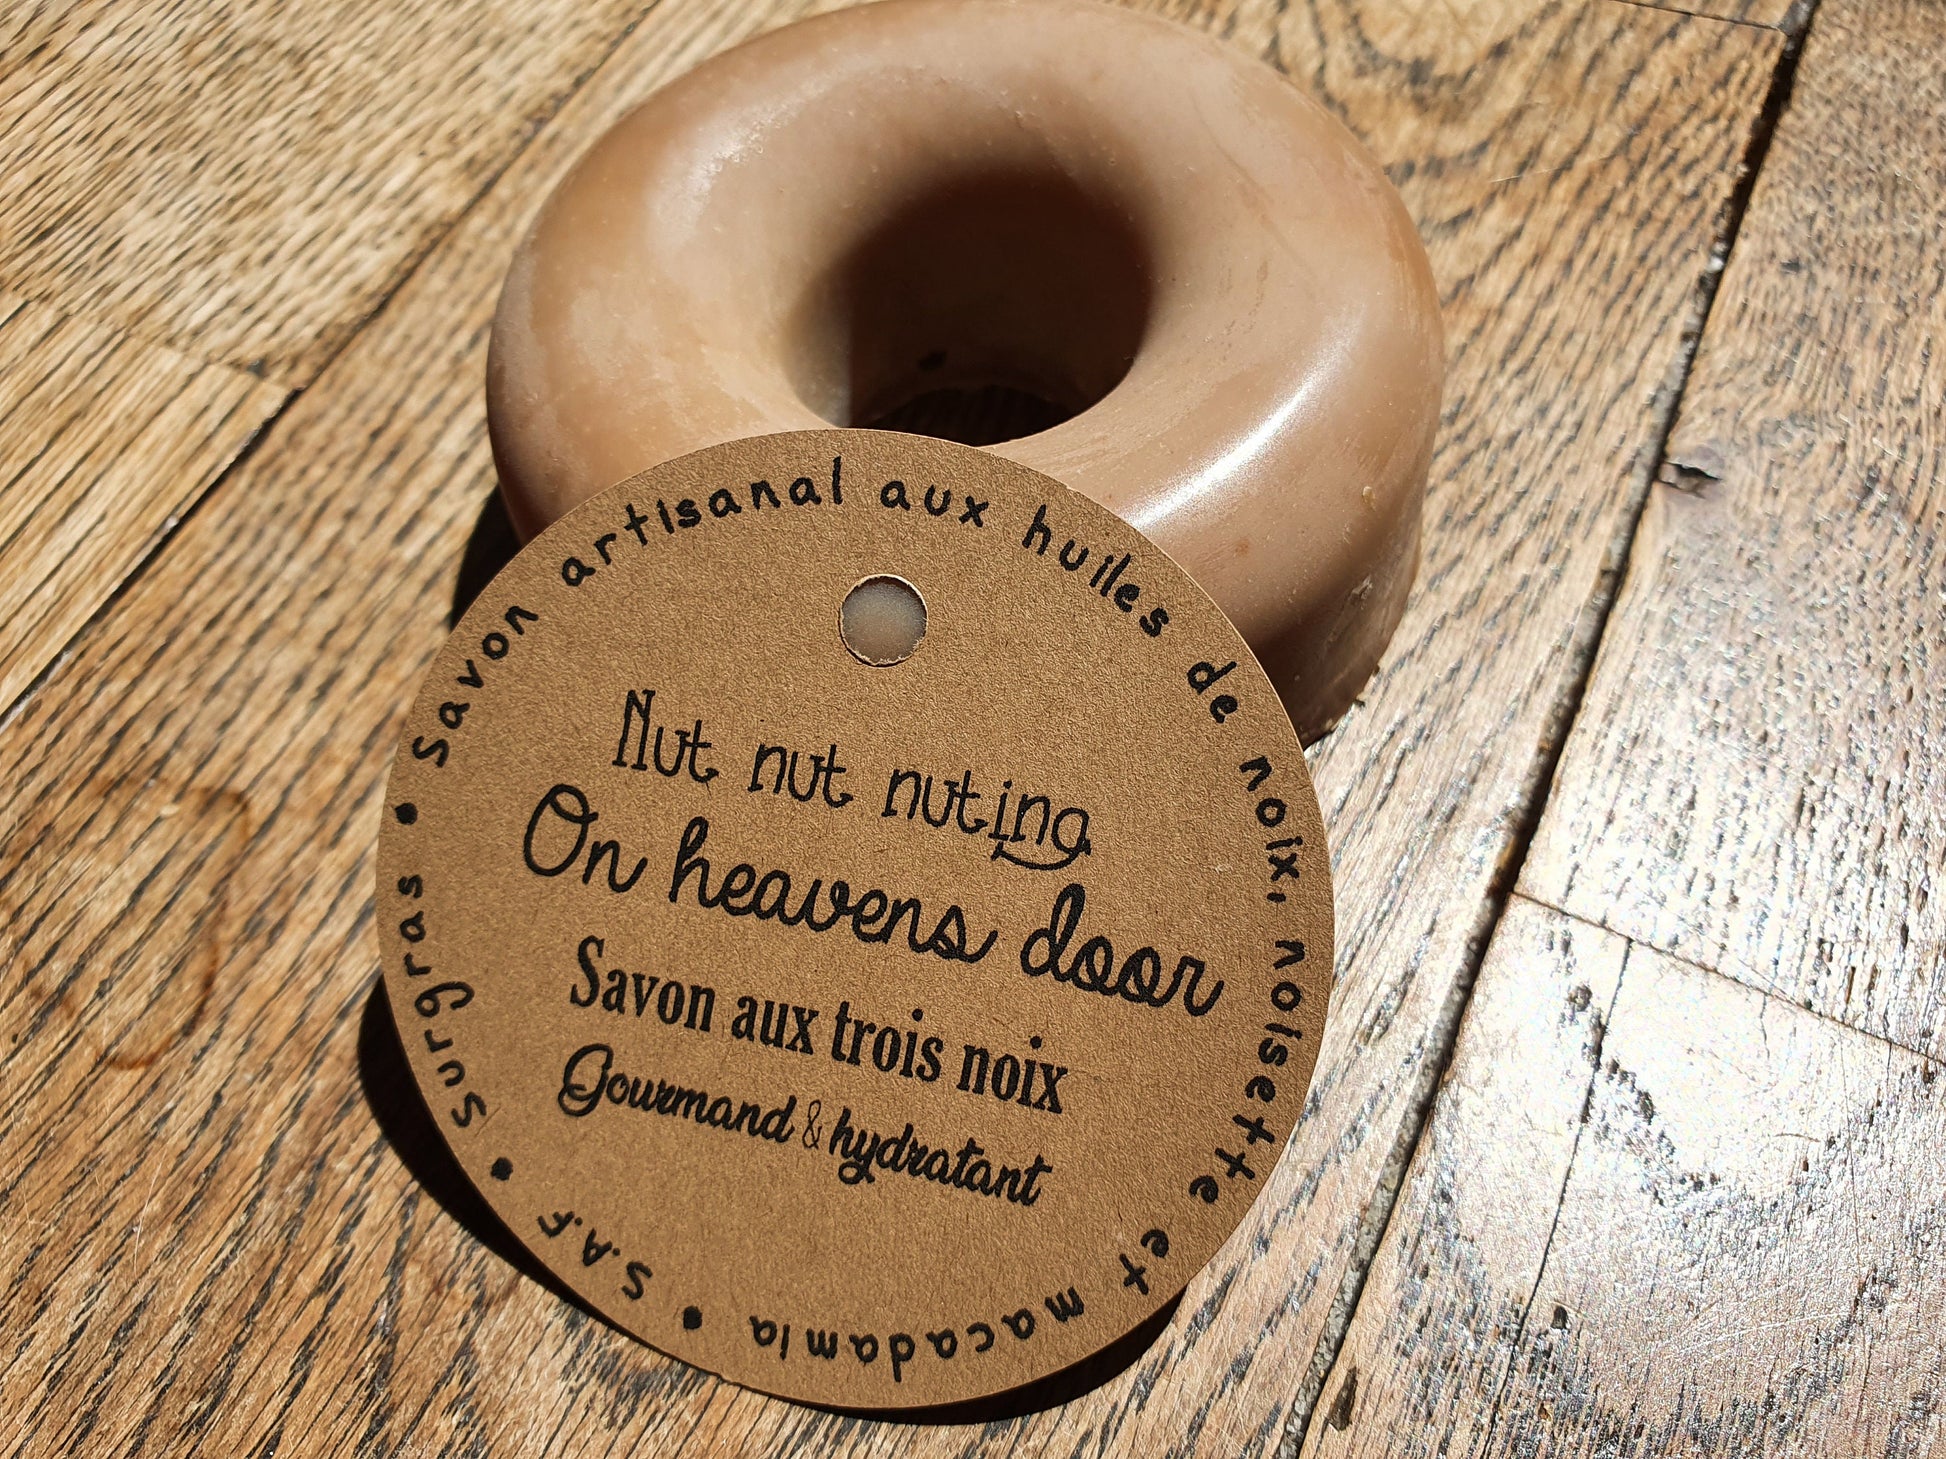 Savon artisanal aux huiles de noix, noisette et macadamia • S.A.F • Surgras •
Nut nut nuting
On heavens door
Savon aux trois noix
Gourmand & hydratant